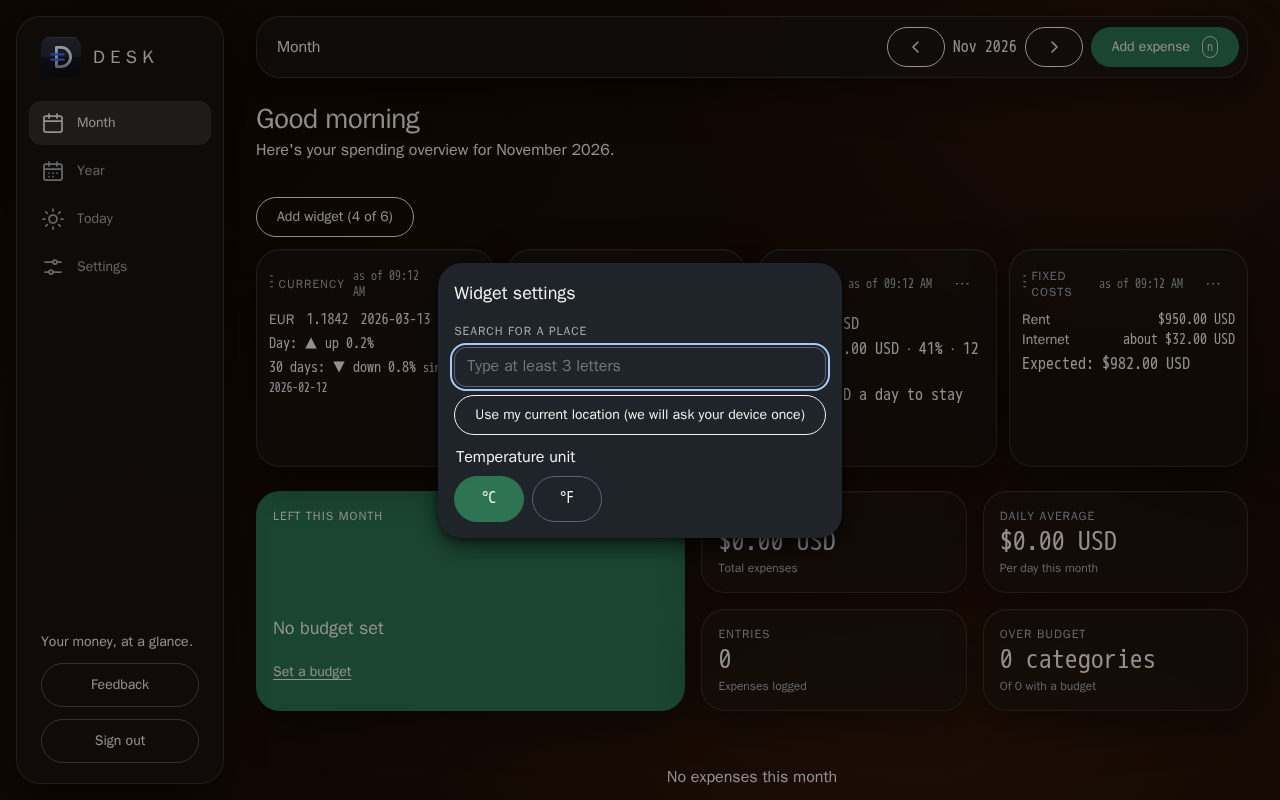 DESK
Month
Year
Today
Settings
Your money, at a glance.
Feedback
Sign out
Month
Nov 2026
Add expense n
Good morning
Here's your spending overview for November 2026.
Add widget (4 of 6)
CURRENCY as of 09:12 AM
EUR 1.1842 2026-03-13
Day: ▲ up 0.2%
30 days: ▼ down 0.8%
2026-02-12
as of 09:12 AM ...
.00 USD · 41% · 12
a day to stay
FIXED COSTS as of 09:12 AM ...
Rent $950.00 USD
Internet about $32.00 USD
Expected: $982.00 USD
Widget settings
SEARCH FOR A PLACE
Type at least 3 letters
Use my current location (we will ask your device once)
Temperature unit
°C °F
LEFT THIS MONTH
No budget set
Set a budget
$0.00 USD
Total expenses
DAILY AVERAGE
$0.00 USD
Per day this month
ENTRIES
0
Expenses logged
OVER BUDGET
0 categories
Of 0 with a budget
No expenses this month